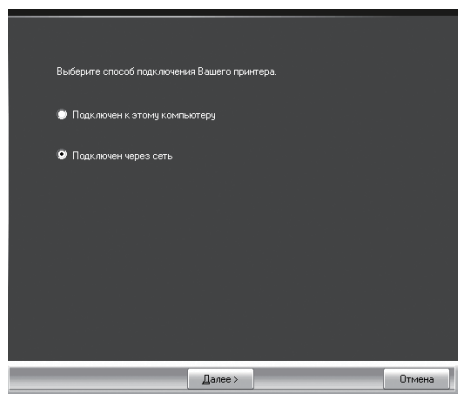 Выберите способ подключения Вашего принтера.
Подключен к этому компьютеру
Подключен через сеть
Далее >
Отмена